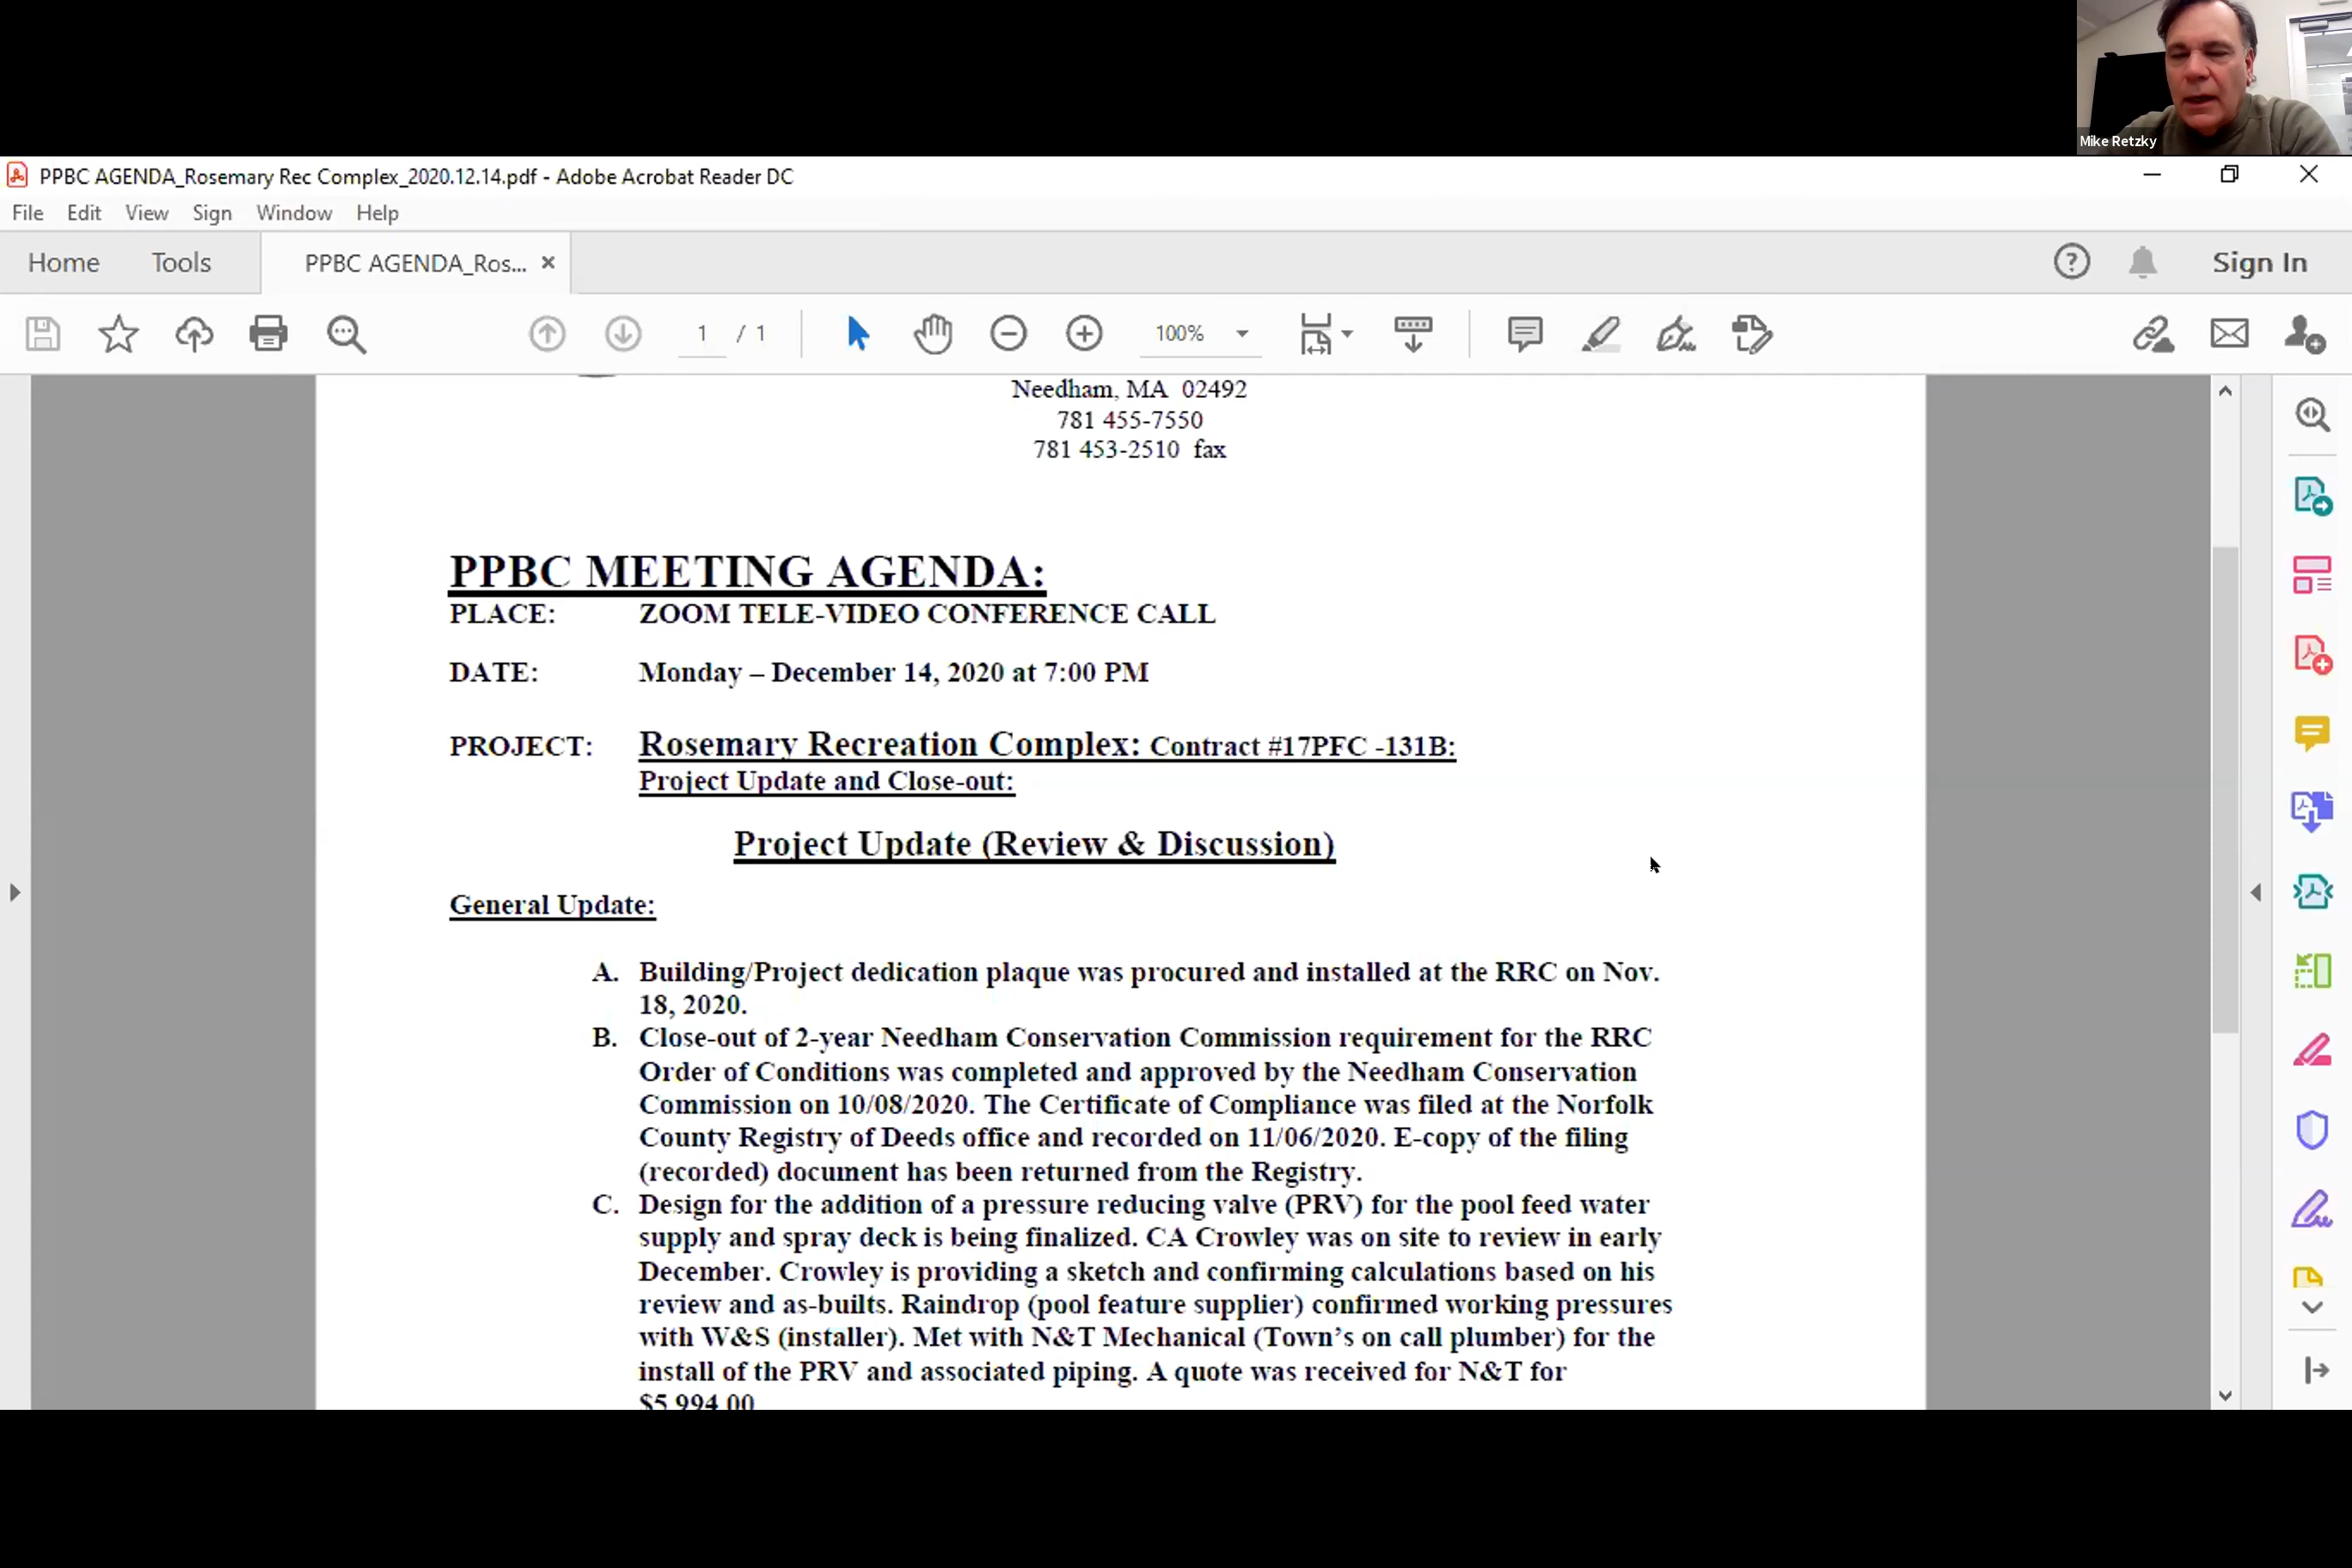 Mike Retzky
PPBC AGENDA_Rosemary Rec Complex_2020.12.14.pdf - Adobe Acrobat Reader DC
File Edit View Sign Window Help
Home Tools PPBC AGENDA_Ros... × Sign In
1 / 1 100%
Needham, MA 02492
781 455-7550
781 453-2510 fax
PPBC MEETING AGENDA:
PLACE: ZOOM TELE-VIDEO CONFERENCE CALL
DATE: Monday – December 14, 2020 at 7:00 PM
PROJECT: Rosemary Recreation Complex: Contract #17PFC -131B:
Project Update and Close-out:
Project Update (Review & Discussion)
General Update:
A. Building/Project dedication plaque was procured and installed at the RRC on Nov.
18, 2020.
B. Close-out of 2-year Needham Conservation Commission requirement for the RRC
Order of Conditions was completed and approved by the Needham Conservation
Commission on 10/08/2020. The Certificate of Compliance was filed at the Norfolk
County Registry of Deeds office and recorded on 11/06/2020. E-copy of the filing
(recorded) document has been returned from the Registry.
C. Design for the addition of a pressure reducing valve (PRV) for the pool feed water
supply and spray deck is being finalized. CA Crowley was on site to review in early
December. Crowley is providing a sketch and confirming calculations based on his
review and as-builts. Raindrop (pool feature supplier) confirmed working pressures
with W&S (installer). Met with N&T Mechanical (Town’s on call plumber) for the
install of the PRV and associated piping. A quote was received for N&T for
$5,994.00